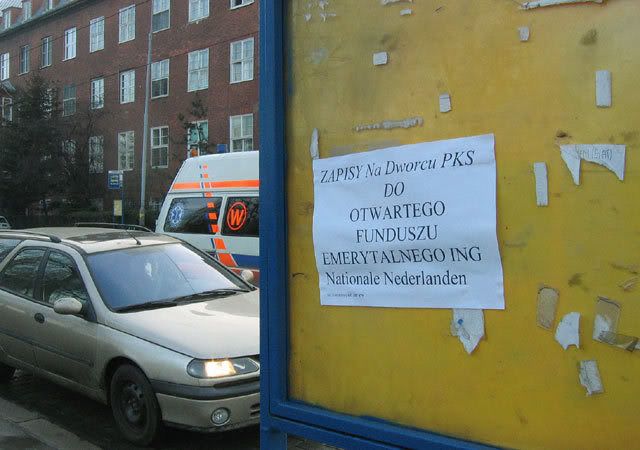 ZAPISY Na Dworcu PKS
DO
OTWARTEGO
FUNDUSZU
EMERYTALNEGO ING
Nationale Nederlanden
W